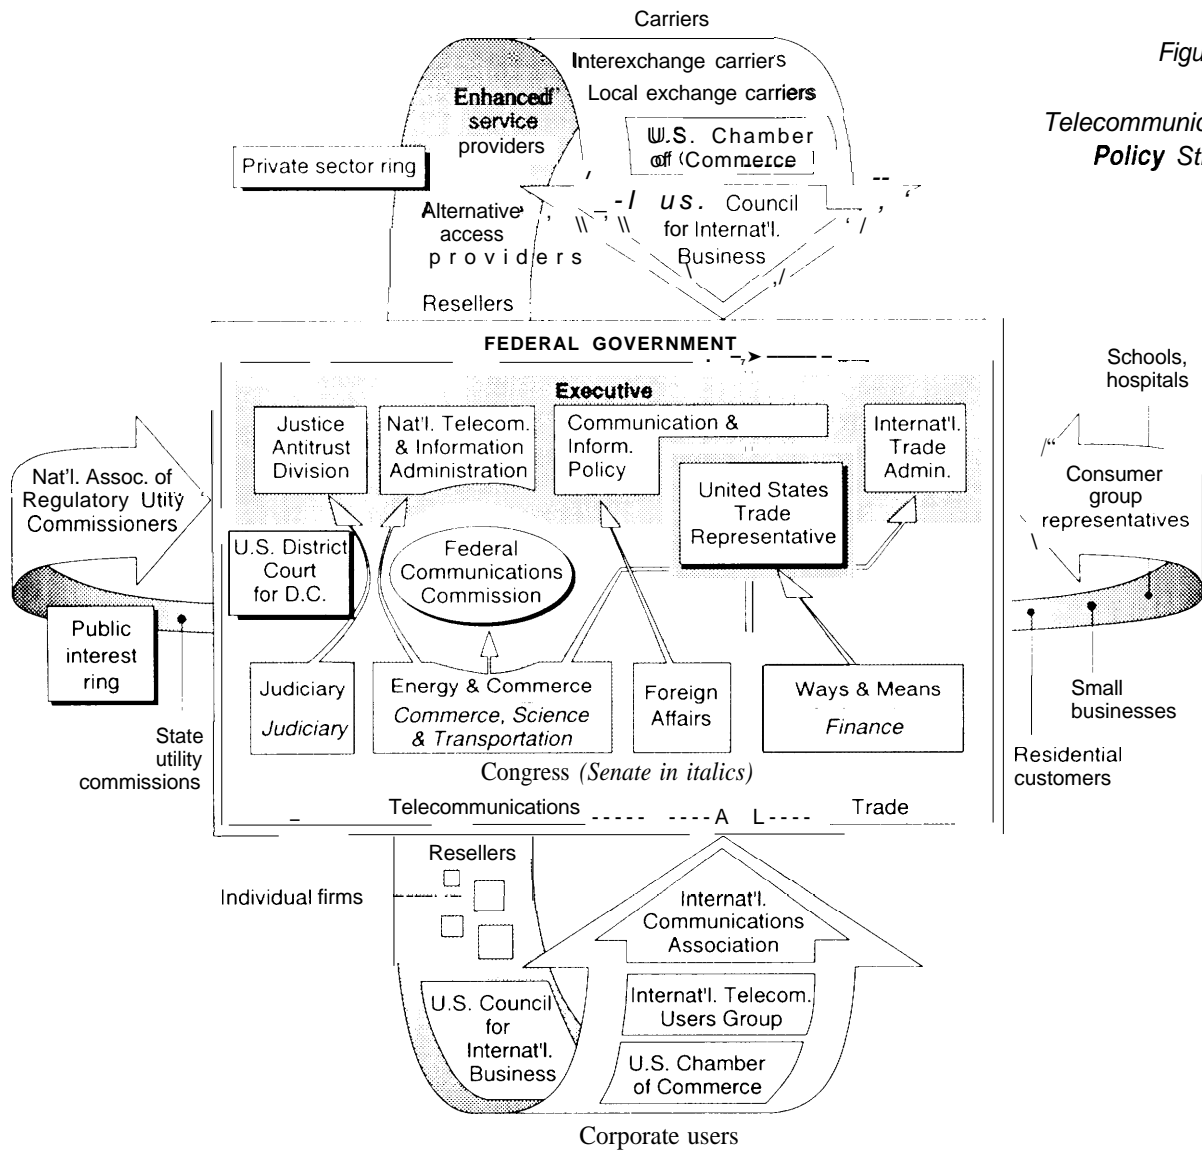 Carriers
Figu
Interexchange carriers
Enhanced
Local exchange carriers
service
providers
U.S. Chamber
of Commerce
Telecommunic
Policy St
Private sector ring
Alternative
access
providers
us. Council
for Internat'l.
Business
Resellers
FEDERAL GOVERNMENT
Executive
Schools,
hospitals
Justice
Antitrust
Division
Nat'l. Telecom.
& Information
Administration
Communication &
Inform.
Policy
Internat'l.
Trade
Admin.
Nat'l. Assoc. of
Regulatory Utility
Commissioners
United States
Trade
Representative
Consumer
group
representatives
U.S. District
Court
for D.C.
Federal
Communications
Commission
Public
interest
ring
Judiciary
Judiciary
Energy & Commerce
Commerce, Science
& Transportation
Foreign
Affairs
Ways & Means
Finance
Small
businesses
State
utility
commissions
Residential
customers
Congress (Senate in italics)
Telecommunications
Trade
Resellers
Individual firms
Internat'l.
Communications
Association
U.S. Council
for
Internat'l.
Business
Internat'l. Telecom.
Users Group
U.S. Chamber
of Commerce
Corporate users